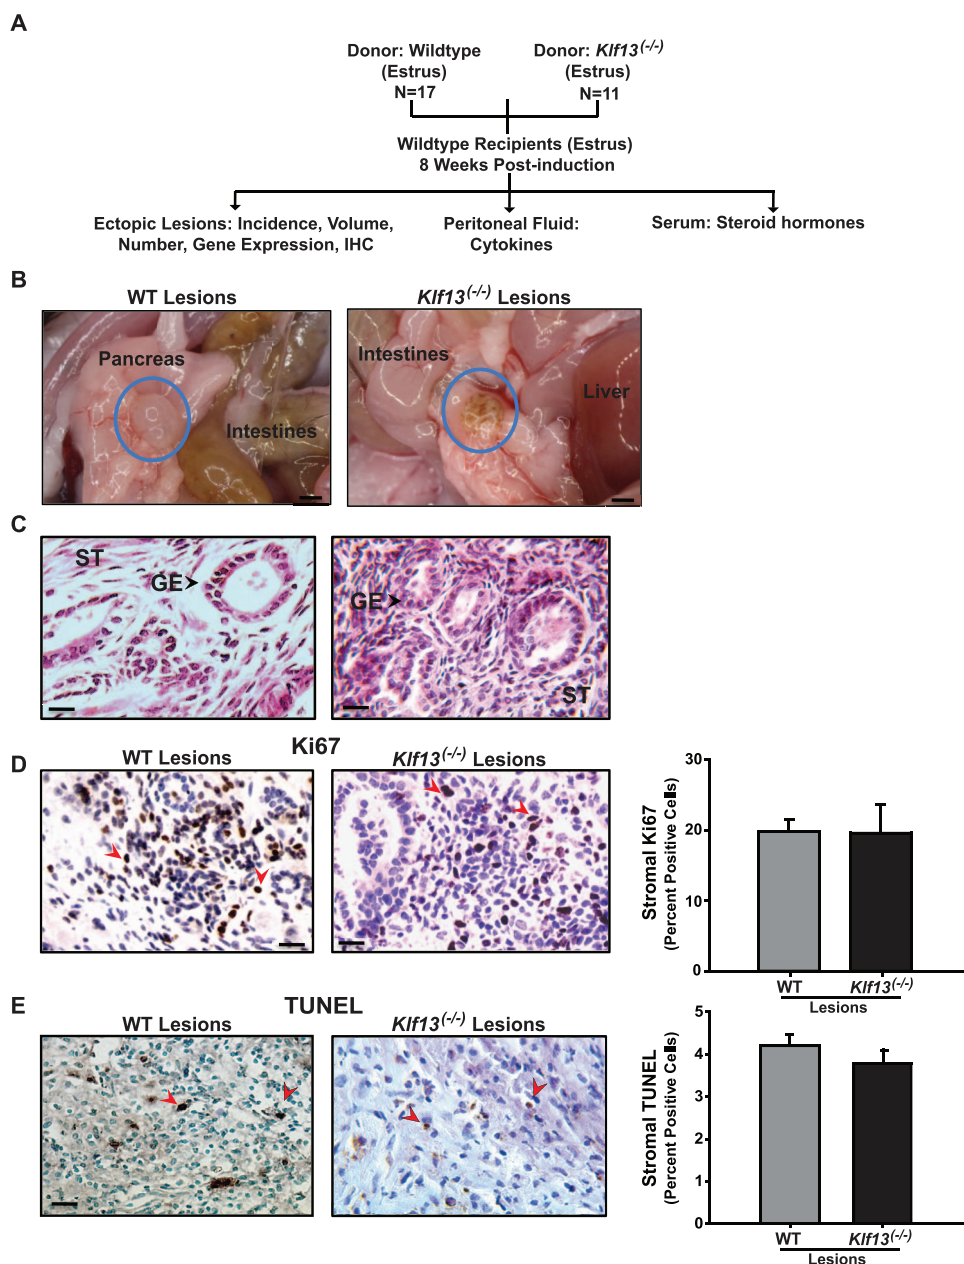 A
Donor: Wildtype
(Estrus)
N=17
Donor: Klf13(-/-)
(Estrus)
N=11
Wildtype Recipients (Estrus)
8 Weeks Post-induction
Ectopic Lesions: Incidence, Volume,
Number, Gene Expression, IHC
Peritoneal Fluid:
Cytokines
Serum: Steroid hormones
B
WT Lesions
Klf13(-/-) Lesions
Pancreas
Intestines
Intestines
Liver
C
ST
GE
GE
ST
Ki67
D
WT Lesions
Klf13(-/-) Lesions
Stromal Ki67
(Percent Positive Cells)
30
20
10
0
WT
Klf13(-/-)
Lesions
TUNEL
E
WT Lesions
Klf13(-/-) Lesions
Stromal TUNEL
(Percent Positive Cells)
5
4
3
2
1
0
WT
Klf13(-/-)
Lesions